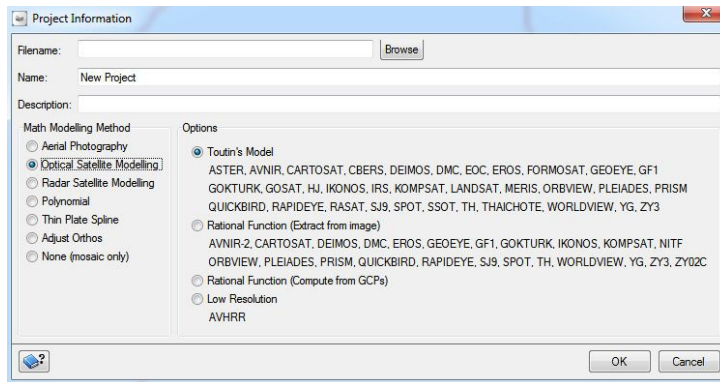 Project Information
Filename:
Browse
Name: New Project
Description:
Math Modelling Method
Aerial Photography
Optical Satellite Modelling
Radar Satellite Modelling
Polynomial
Thin Plate Spline
Adjust Orthos
None (mosaic only)
Options
Toutin's Model
ASTER, AVNIR, CARTOSAT, CBERS, DEIMOS, DMC, EOC, EROS, FORMOSAT, GEOEYE, GF1
GOKTURK, GOSAT, HJ, IKONOS, IRS, KOMPSAT, LANDSAT, MERIS, ORBVIEW, PLEIADES, PRISM
QUICKBIRD, RAPIDEYE, RASAT, SJ9, SPOT, SSOT, TH, THAICHOTE, WORLDVIEW, YG, ZY3
Rational Function (Extract from image)
AVNIR-2, CARTOSAT, DEIMOS, DMC, EROS, GEOEYE, GF1, GOKTURK, IKONOS, KOMPSAT, NITF
ORBVIEW, PLEIADES, PRISM, QUICKBIRD, RAPIDEYE, SJ9, SPOT, TH, WORLDVIEW, YG, ZY3, ZY02C
Rational Function (Compute from GCPs)
Low Resolution
AVHRR
?
OK
Cancel